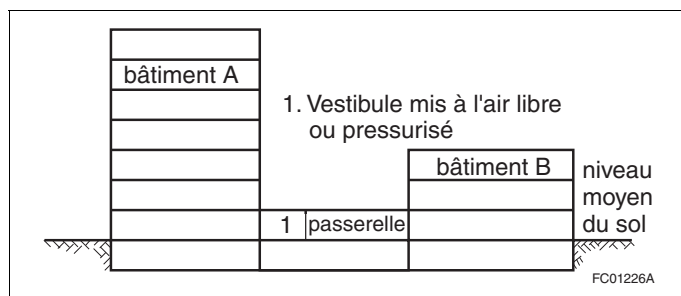 bâtiment A
1. Vestibule mis à l'air libre
ou pressurisé
bâtiment B
niveau
moyen
du sol
1 passerelle
FC01226A